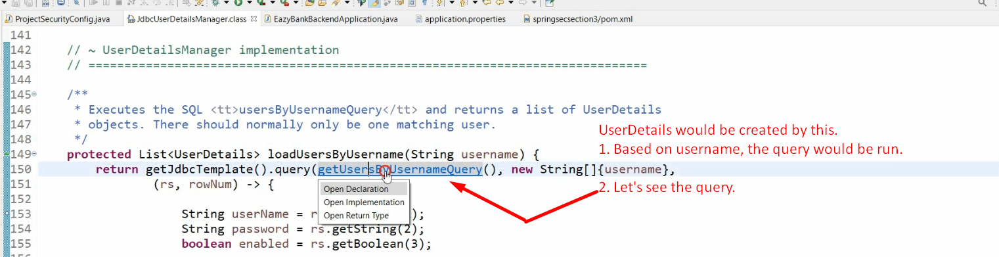 ProjectSecurityConfig.java JdbcUserDetailsManager.class EazyBankBackendApplication.java application.properties springsecsection3/pom.xml
141
142 // ~ UserDetailsManager implementation
143 // ==============================================================================
144
145 /**
146 * Executes the SQL <tt>usersByUsernameQuery</tt> and returns a list of UserDetails
147 * objects. There should normally only be one matching user.
148 */
UserDetails would be created by this.
1. Based on username, the query would be run.
149 protected List<UserDetails> loadUsersByUsername(String username) {
150 return getJdbcTemplate().query(getUsersByUsernameQuery(), new String[]{username},
151 (rs, rowNum) -> {
Open Declaration
2. Let's see the query.
152
Open Implementation
153 String userName = r );
Open Return Type
154 String password = rs.getString(2);
155 boolean enabled = rs.getBoolean(3);